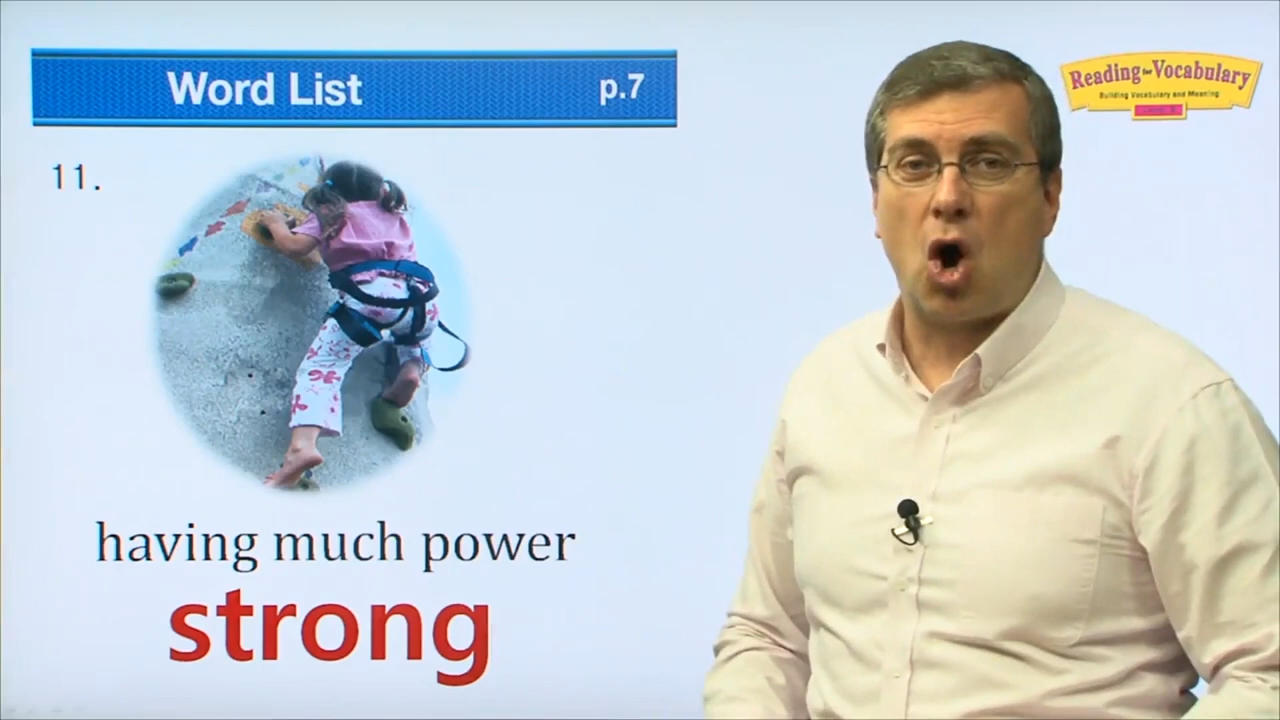 Word List p.7
Reading for Vocabulary
Building Vocabulary and Meaning
11.
having much power
strong